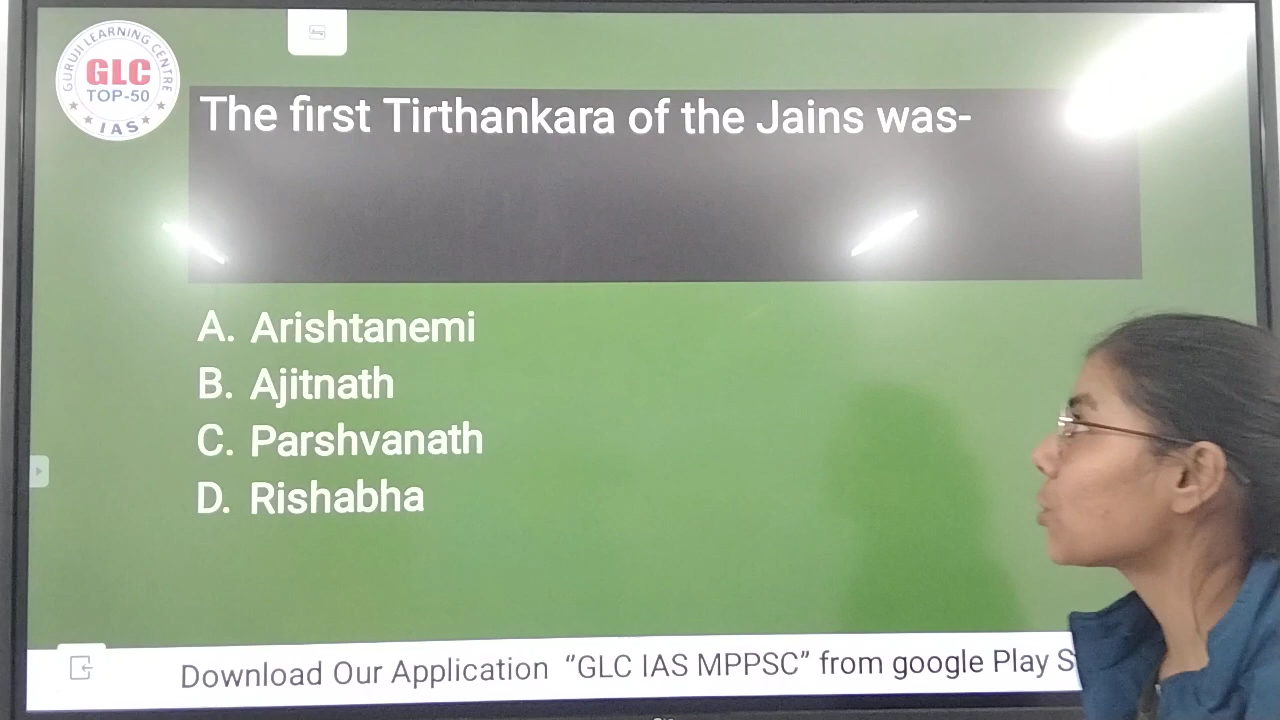 GURUJI LEARNING CENTRE
GLC
TOP-50
IAS
The first Tirthankara of the Jains was-
A. Arishtanemi
B. Ajitnath
C. Parshvanath
D. Rishabha
Download Our Application “GLC IAS MPPSC” from google Play S